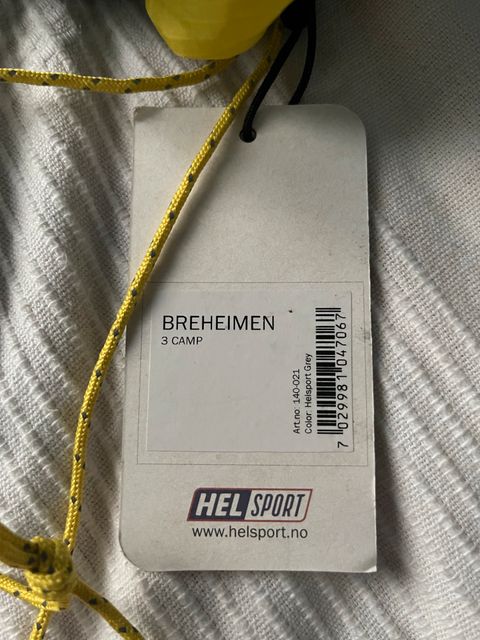 BREHEIMEN
3 CAMP
Art.no: 140-021
Color: Helsport Grey
7 029981 047067
HELSPORT
www.helsport.no